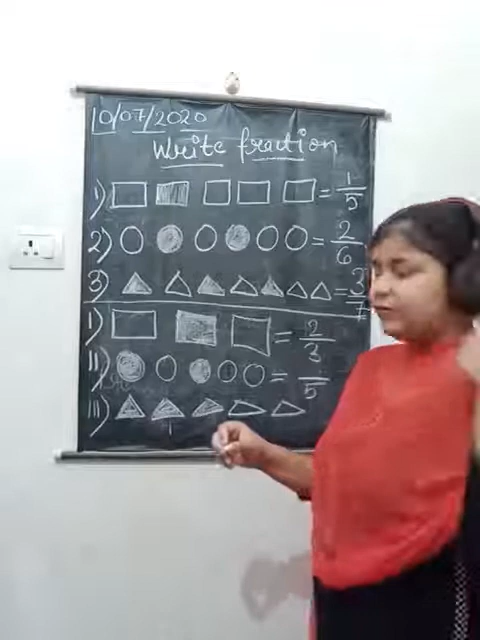 10/07/2020
Write fraction
1) = 1/5
2) = 2/6
3) = 3/7
I) = 2/3
II) = /5
III)